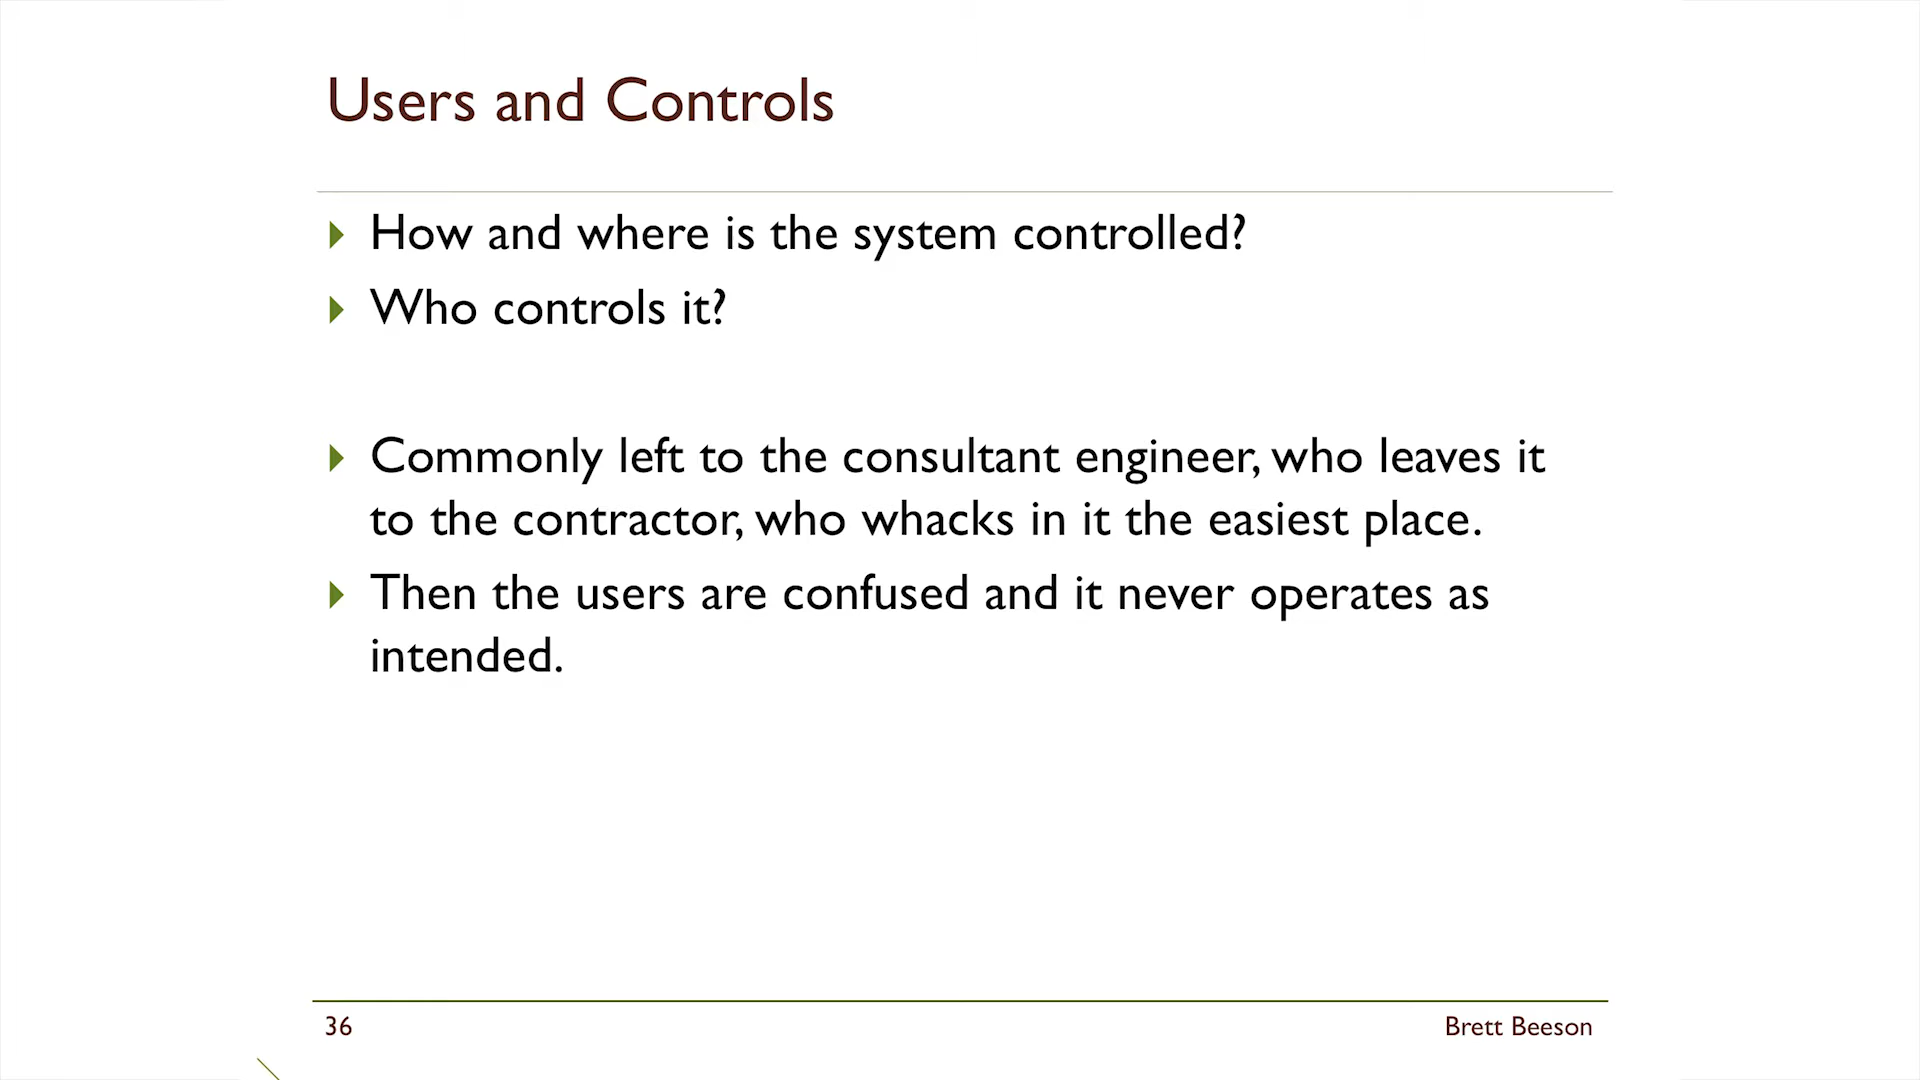 Users and Controls
How and where is the system controlled?
Who controls it?
Commonly left to the consultant engineer, who leaves it
to the contractor, who whacks in it the easiest place.
Then the users are confused and it never operates as
intended.
36
Brett Beeson